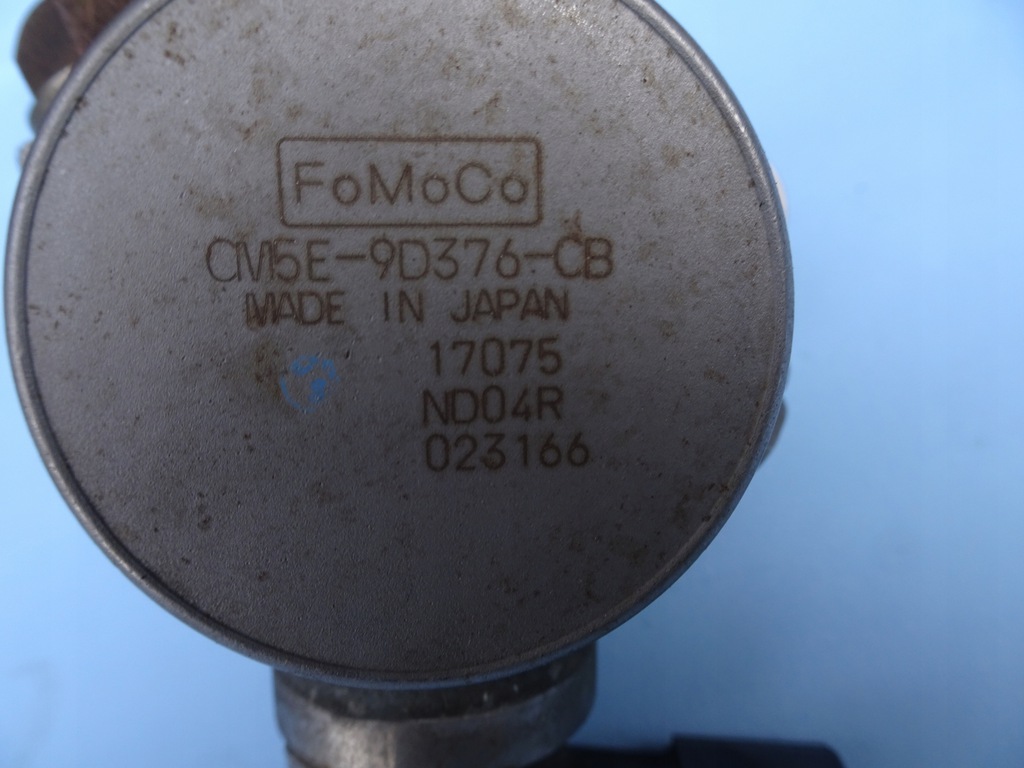 FoMoCo
CM5E-9D376-CB
MADE IN JAPAN
17075
ND04R
023166